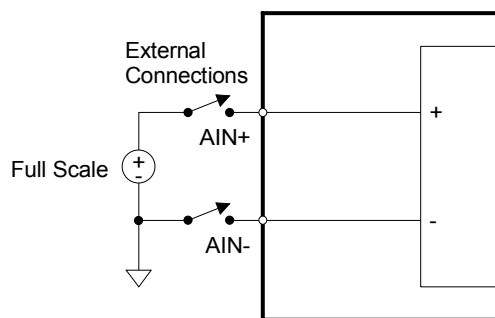 External
Connections
AIN+
+
Full Scale
+
-
AIN-
-